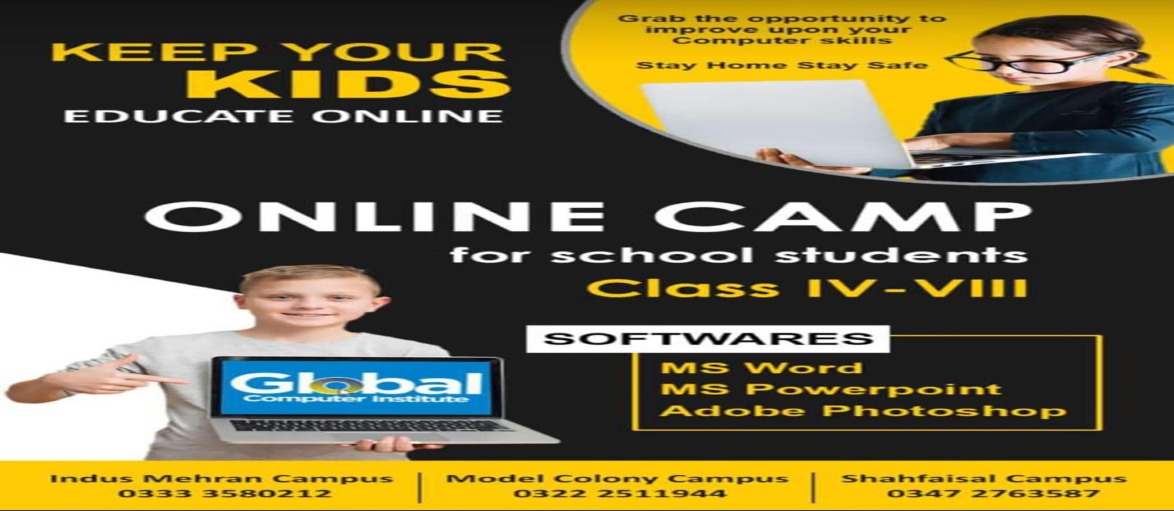 KEEP YOUR
KIDS
EDUCATE ONLINE
Grab the opportunity to
improve upon your
Computer skills
Stay Home Stay Safe
ONLINE CAMP
for school students
Class IV-VIII
SOFTWARES
MS Word
MS Powerpoint
Adobe Photoshop
Global
Computer Institute
Indus Mehran Campus
0333 3580212
Model Colony Campus
0322 2511944
Shahfaisal Campus
0347 2763587